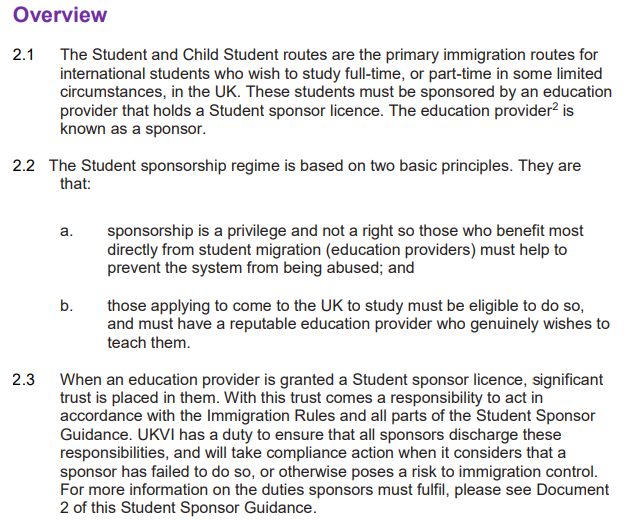 Overview
2.1 The Student and Child Student routes are the primary immigration routes for
international students who wish to study full-time, or part-time in some limited
circumstances, in the UK. These students must be sponsored by an education
provider that holds a Student sponsor licence. The education provider² is
known as a sponsor.
2.2 The Student sponsorship regime is based on two basic principles. They are
that:
a. sponsorship is a privilege and not a right so those who benefit most
directly from student migration (education providers) must help to
prevent the system from being abused; and
b. those applying to come to the UK to study must be eligible to do so,
and must have a reputable education provider who genuinely wishes to
teach them.
2.3 When an education provider is granted a Student sponsor licence, significant
trust is placed in them. With this trust comes a responsibility to act in
accordance with the Immigration Rules and all parts of the Student Sponsor
Guidance. UKVI has a duty to ensure that all sponsors discharge these
responsibilities, and will take compliance action when it considers that a
sponsor has failed to do so, or otherwise poses a risk to immigration control.
For more information on the duties sponsors must fulfil, please see Document
2 of this Student Sponsor Guidance.